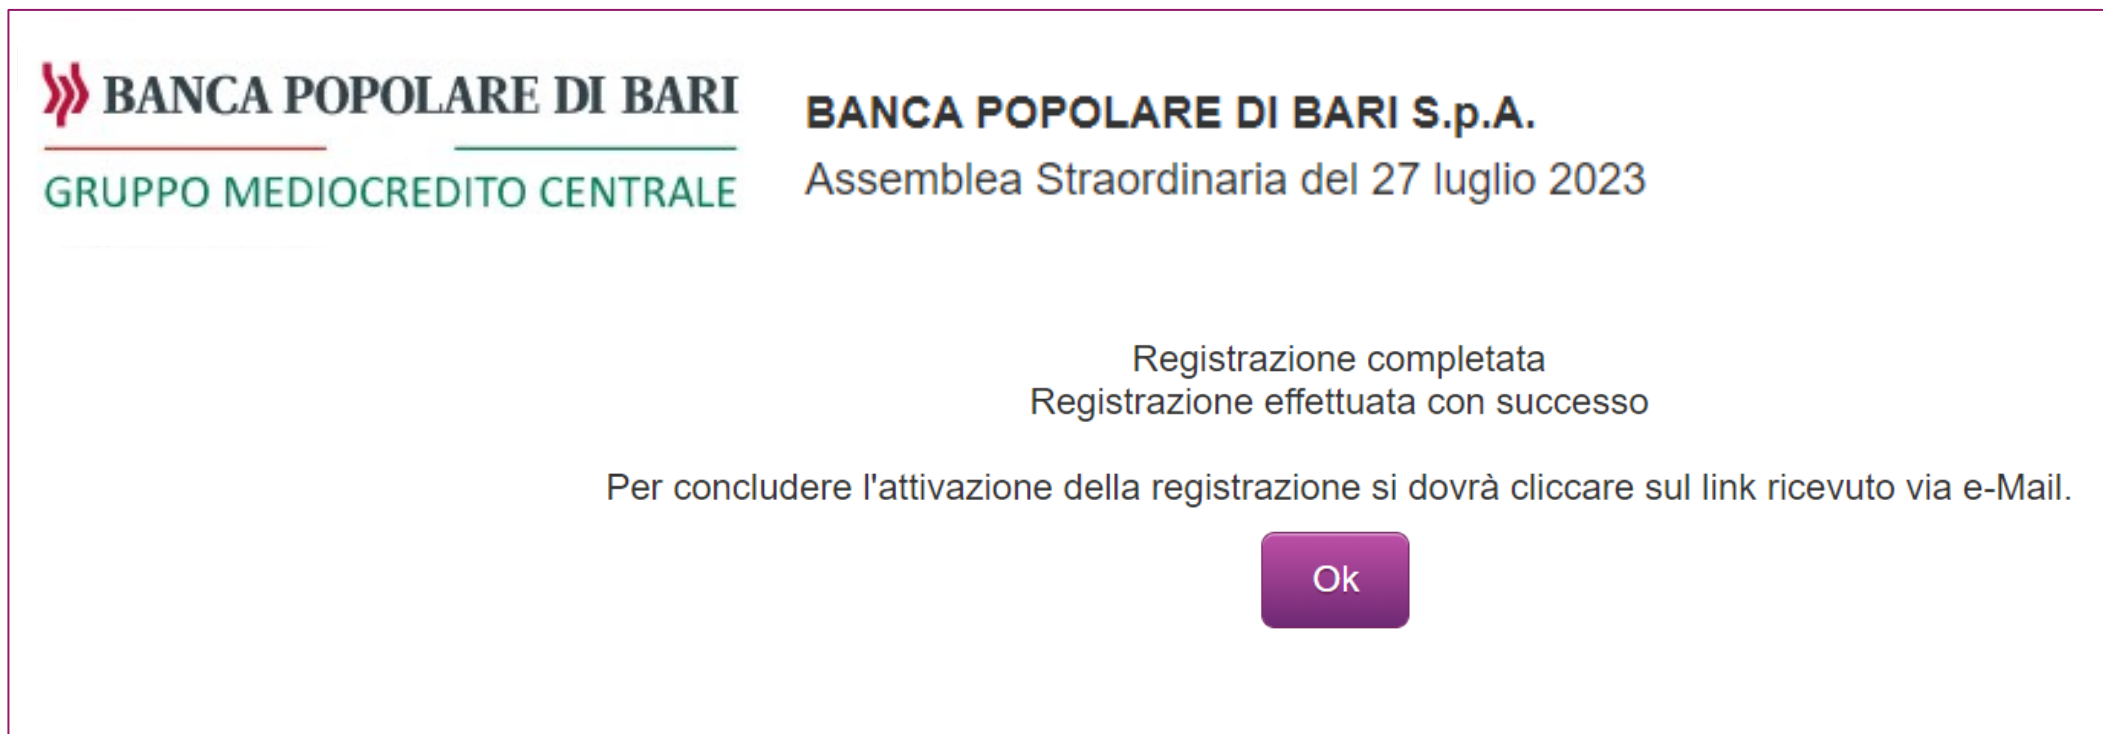 BANCA POPOLARE DI BARI
GRUPPO MEDIOCREDITO CENTRALE
BANCA POPOLARE DI BARI S.p.A.
Assemblea Straordinaria del 27 luglio 2023
Registrazione completata
Registrazione effettuata con successo
Per concludere l'attivazione della registrazione si dovrà cliccare sul link ricevuto via e-Mail.
Ok